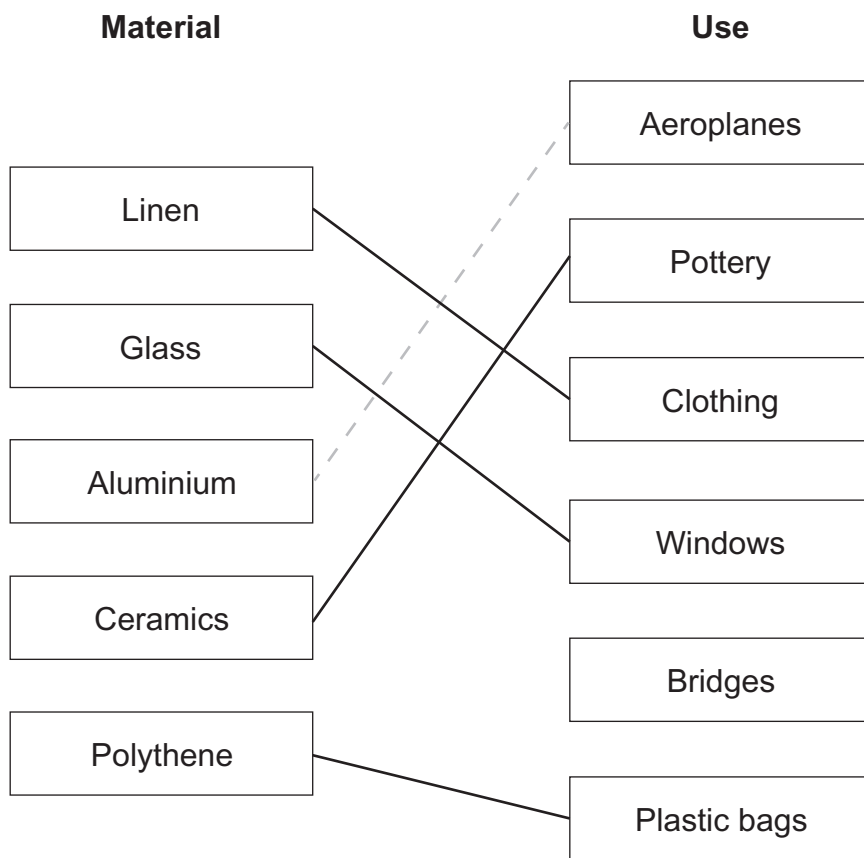 Material
Use
Aeroplanes
Linen
Pottery
Glass
Clothing
Aluminium
Windows
Ceramics
Bridges
Polythene
Plastic bags